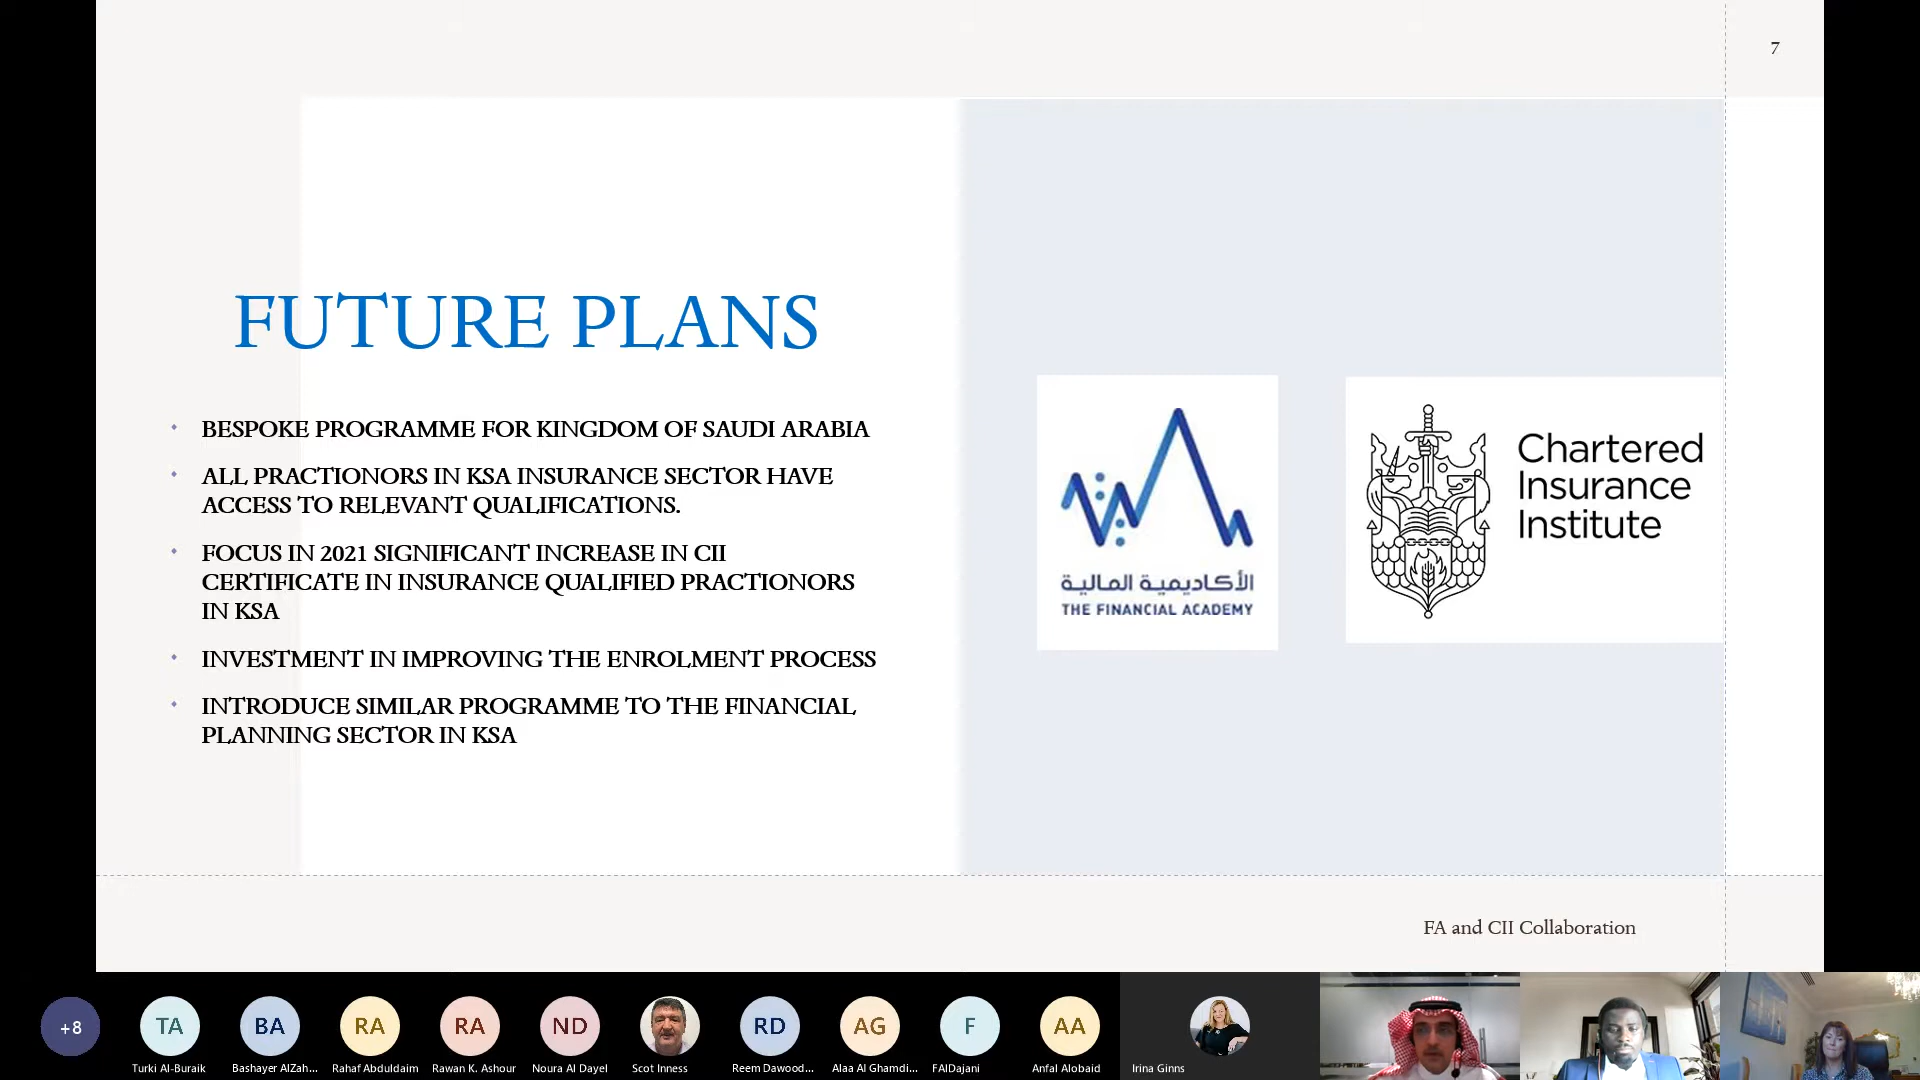 7
FUTURE PLANS
BESPOKE PROGRAMME FOR KINGDOM OF SAUDI ARABIA
ALL PRACTIONORS IN KSA INSURANCE SECTOR HAVE
ACCESS TO RELEVANT QUALIFICATIONS.
FOCUS IN 2021 SIGNIFICANT INCREASE IN CII
CERTIFICATE IN INSURANCE QUALIFIED PRACTIONORS
IN KSA
INVESTMENT IN IMPROVING THE ENROLMENT PROCESS
INTRODUCE SIMILAR PROGRAMME TO THE FINANCIAL
PLANNING SECTOR IN KSA
الأكاديمية المالية
THE FINANCIAL ACADEMY
Chartered
Insurance
Institute
FA and CII Collaboration
+8
TA
BA
RA
RA
ND
RD
AG
F
AA
Turki Al-Buraik
Bashayer AlZah...
Rahaf Abduldaim
Rawan K. Ashour
Noura Al Dayel
Scot Inness
Reem Dawood...
Alaa Al Ghamdi...
FAlDajani
Anfal Alobaid
Irina Ginns